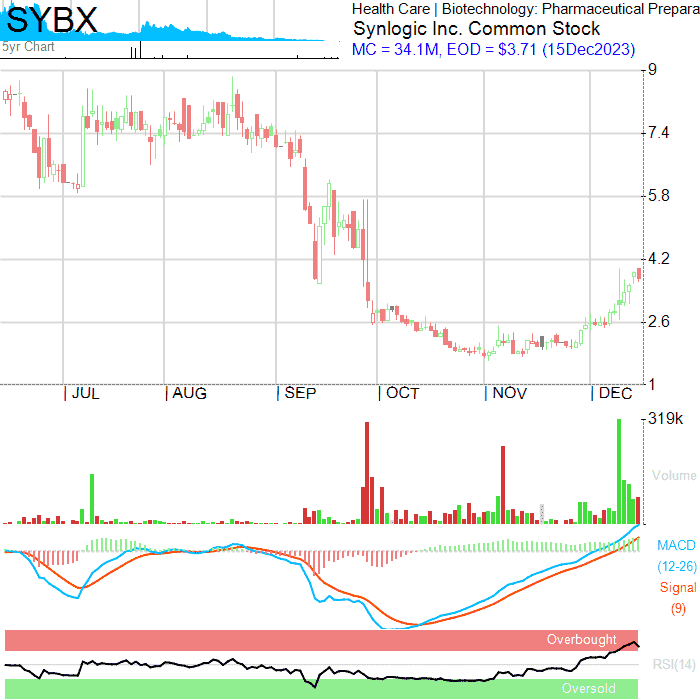 SYBX
5yr Chart
Health Care | Biotechnology: Pharmaceutical Prepara
Synlogic Inc. Common Stock
MC = 34.1M, EOD = $3.71 (15Dec2023)
9
7.4
5.8
4.2
2.6
1
JUL AUG SEP OCT NOV DEC
319k
Volume
MACD
(12-26)
Signal
(9)
Overbought
RSI(14)
Oversold